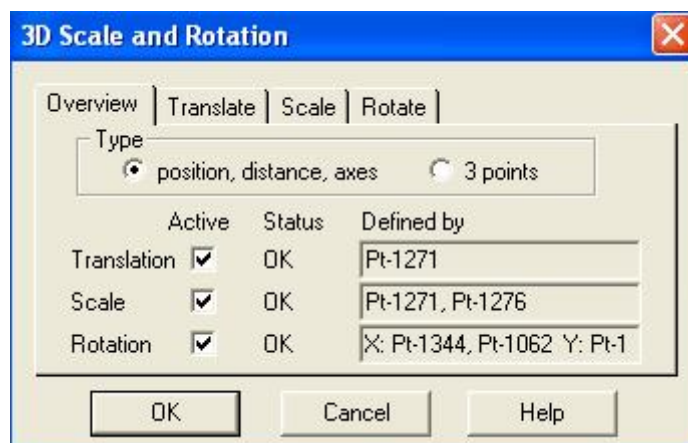 3D Scale and Rotation
Overview Translate Scale Rotate
Type
position, distance, axes 3 points
Active Status Defined by
Translation OK Pt-1271
Scale OK Pt-1271, Pt-1276
Rotation OK X: Pt-1344, Pt-1062 Y: Pt-1
OK Cancel Help